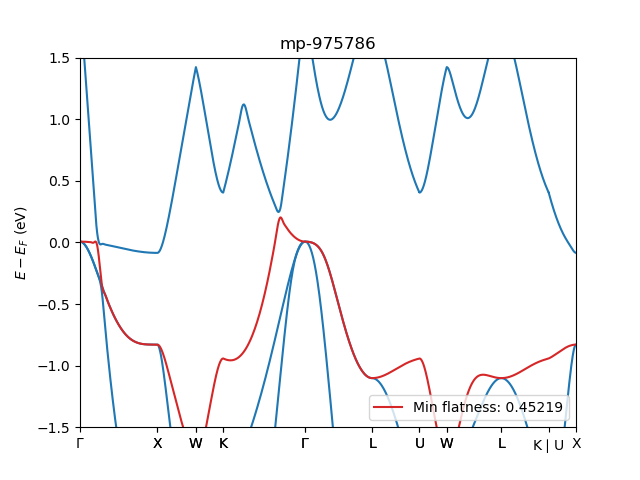 mp-975786
E − E_F (eV)
1.5
1.0
0.5
0.0
−0.5
−1.0
−1.5
Min flatness: 0.45219
Γ X W K Γ L U W L K | U X